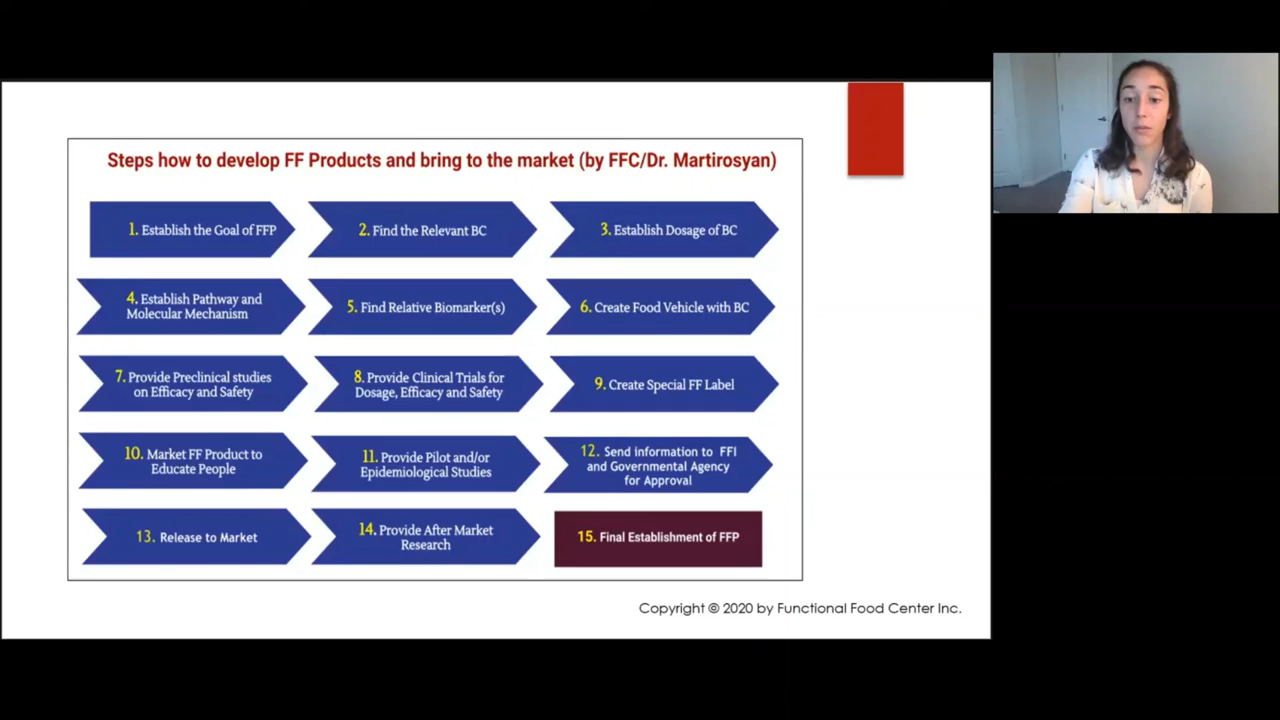 Steps how to develop FF Products and bring to the market (by FFC/Dr. Martirosyan)
1. Establish the Goal of FFP
2. Find the Relevant BC
3. Establish Dosage of BC
4. Establish Pathway and
Molecular Mechanism
5. Find Relative Biomarker(s)
6. Create Food Vehicle with BC
7. Provide Preclinical studies
on Efficacy and Safety
8. Provide Clinical Trials for
Dosage, Efficacy and Safety
9. Create Special FF Label
10. Market FF Product to
Educate People
11. Provide Pilot and/or
Epidemiological Studies
12. Send information to FFI
and Governmental Agency
for Approval
13. Release to Market
14. Provide After Market
Research
15. Final Establishment of FFP
Copyright © 2020 by Functional Food Center Inc.